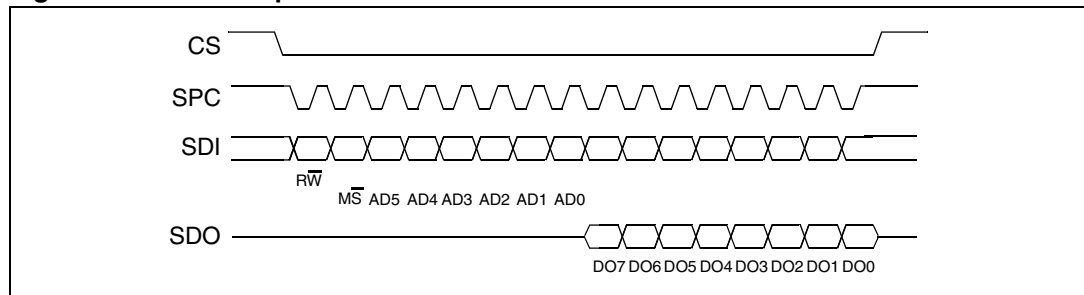 CS
SPC
SDI
RW̅
MS̅ AD5 AD4 AD3 AD2 AD1 AD0
SDO
DO7 DO6 DO5 DO4 DO3 DO2 DO1 DO0